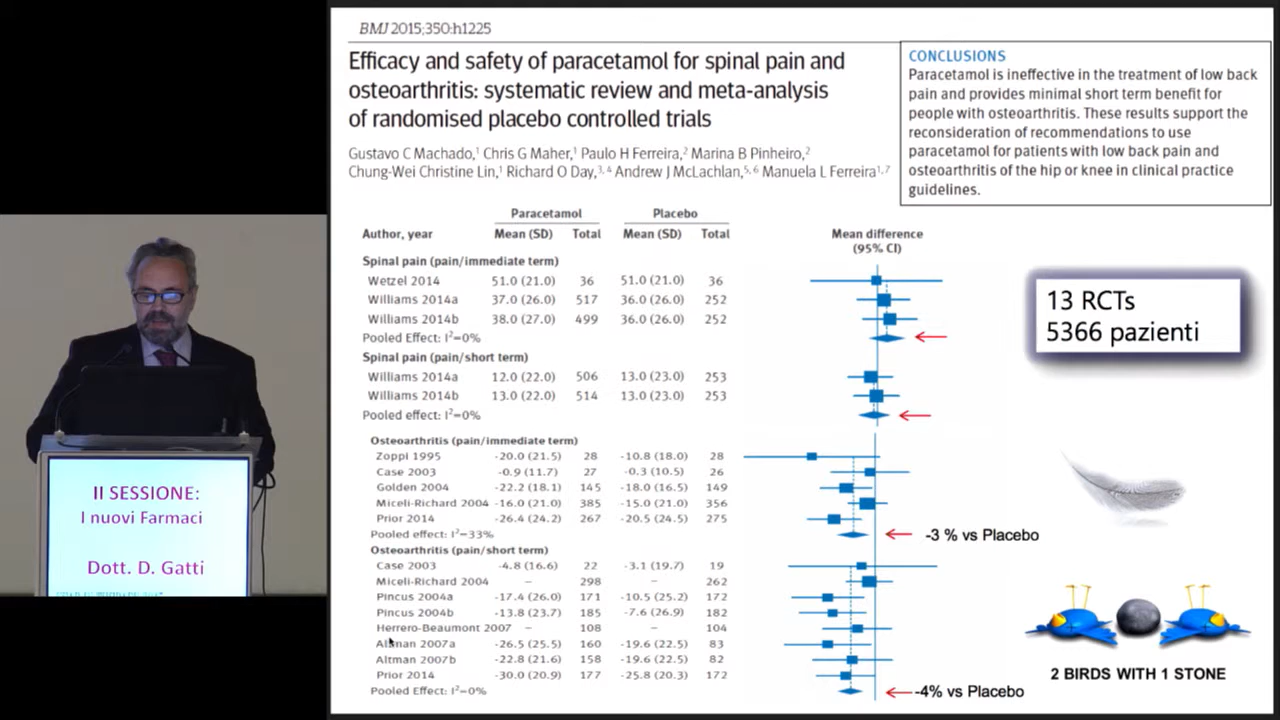 BMJ 2015;350:h1225
Efficacy and safety of paracetamol for spinal pain and
osteoarthritis: systematic review and meta-analysis
of randomised placebo controlled trials
Gustavo C Machado,1 Chris G Maher,1 Paulo H Ferreira,2 Marina B Pinheiro,2
Chung-Wei Christine Lin,1 Richard O Day,3, 4 Andrew J McLachlan,5, 6 Manuela L Ferreira1, 7
CONCLUSIONS
Paracetamol is ineffective in the treatment of low back
pain and provides minimal short term benefit for
people with osteoarthritis. These results support the
reconsideration of recommendations to use
paracetamol for patients with low back pain and
osteoarthritis of the hip or knee in clinical practice
guidelines.
Paracetamol Placebo
Author, year Mean (SD) Total Mean (SD) Total Mean difference
(95% CI)
Spinal pain (pain/immediate term)
Wetzel 2014 51.0 (21.0) 36 51.0 (21.0) 36
Williams 2014a 37.0 (26.0) 517 36.0 (26.0) 252
Williams 2014b 38.0 (27.0) 499 36.0 (26.0) 252
Pooled Effect: I²=0%
Spinal pain (pain/short term)
Williams 2014a 12.0 (22.0) 506 13.0 (23.0) 253
Williams 2014b 13.0 (22.0) 514 13.0 (23.0) 253
Pooled effect: I²=0%
Osteoarthritis (pain/immediate term)
Zoppi 1995 -20.0 (21.5) 28 -10.8 (18.0) 28
Case 2003 -0.9 (11.7) 27 -0.3 (10.5) 26
Golden 2004 -22.2 (18.1) 145 -18.0 (16.5) 149
Miceli-Richard 2004 -16.0 (21.0) 385 -15.0 (21.0) 356
Prior 2014 -26.4 (24.2) 267 -20.5 (24.5) 275
Pooled effect: I²=33%
-3 % vs Placebo
Osteoarthritis (pain/short term)
Case 2003 -4.8 (16.6) 22 -3.1 (19.7) 19
Miceli-Richard 2004 – 298 – 262
Pincus 2004a -17.4 (26.0) 171 -10.5 (25.2) 172
Pincus 2004b -13.8 (23.7) 185 -7.6 (26.9) 182
Herrero-Beaumont 2007 – 108 – 104
Altman 2007a -26.5 (25.5) 160 -19.6 (22.5) 83
Altman 2007b -22.8 (21.6) 158 -19.6 (22.5) 82
Prior 2014 -30.0 (20.9) 177 -25.8 (20.3) 172
Pooled Effect: I²=0%
-4% vs Placebo
13 RCTs
5366 pazienti
2 BIRDS WITH 1 STONE
II SESSIONE:
I nuovi Farmaci
Dott. D. Gatti